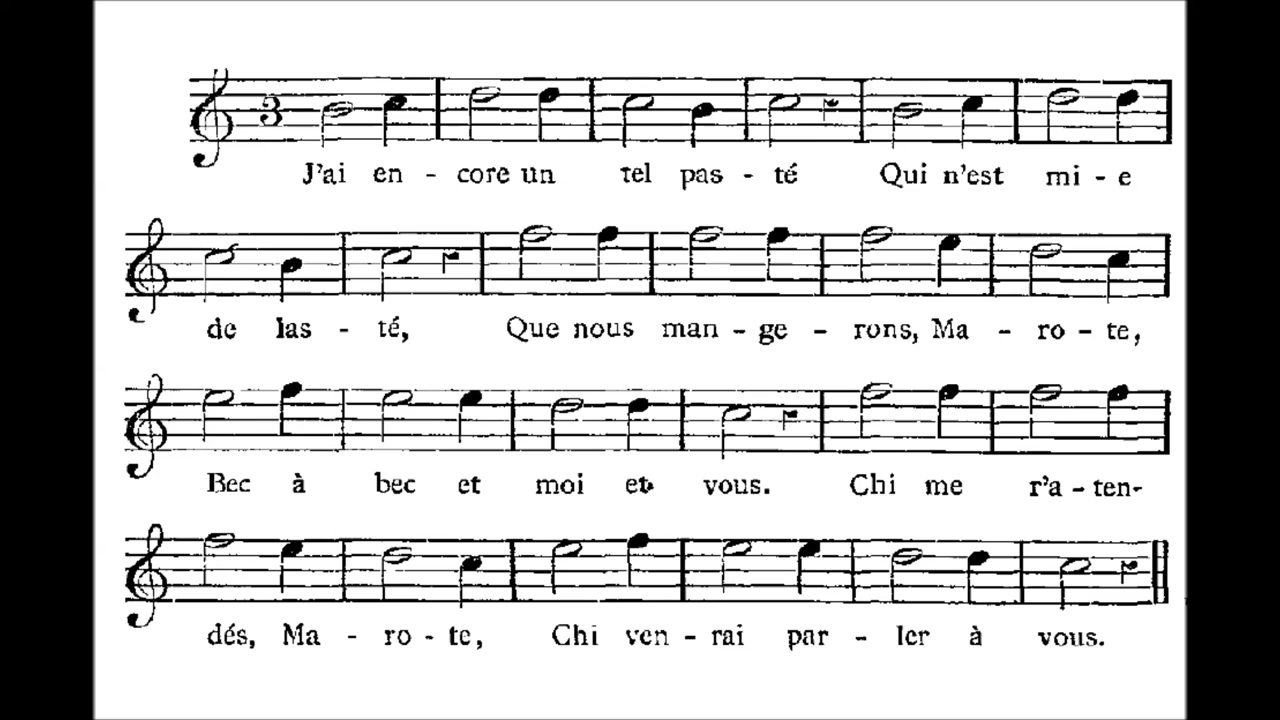 3
J'ai en - core un tel pas - té Qui n'est mi - e
de las - té, Que nous man - ge - rons, Ma - ro - te,
Bec à bec et moi et vous. Chi me r'a - ten-
dés, Ma - ro - te, Chi ven - rai par - ler à vous.